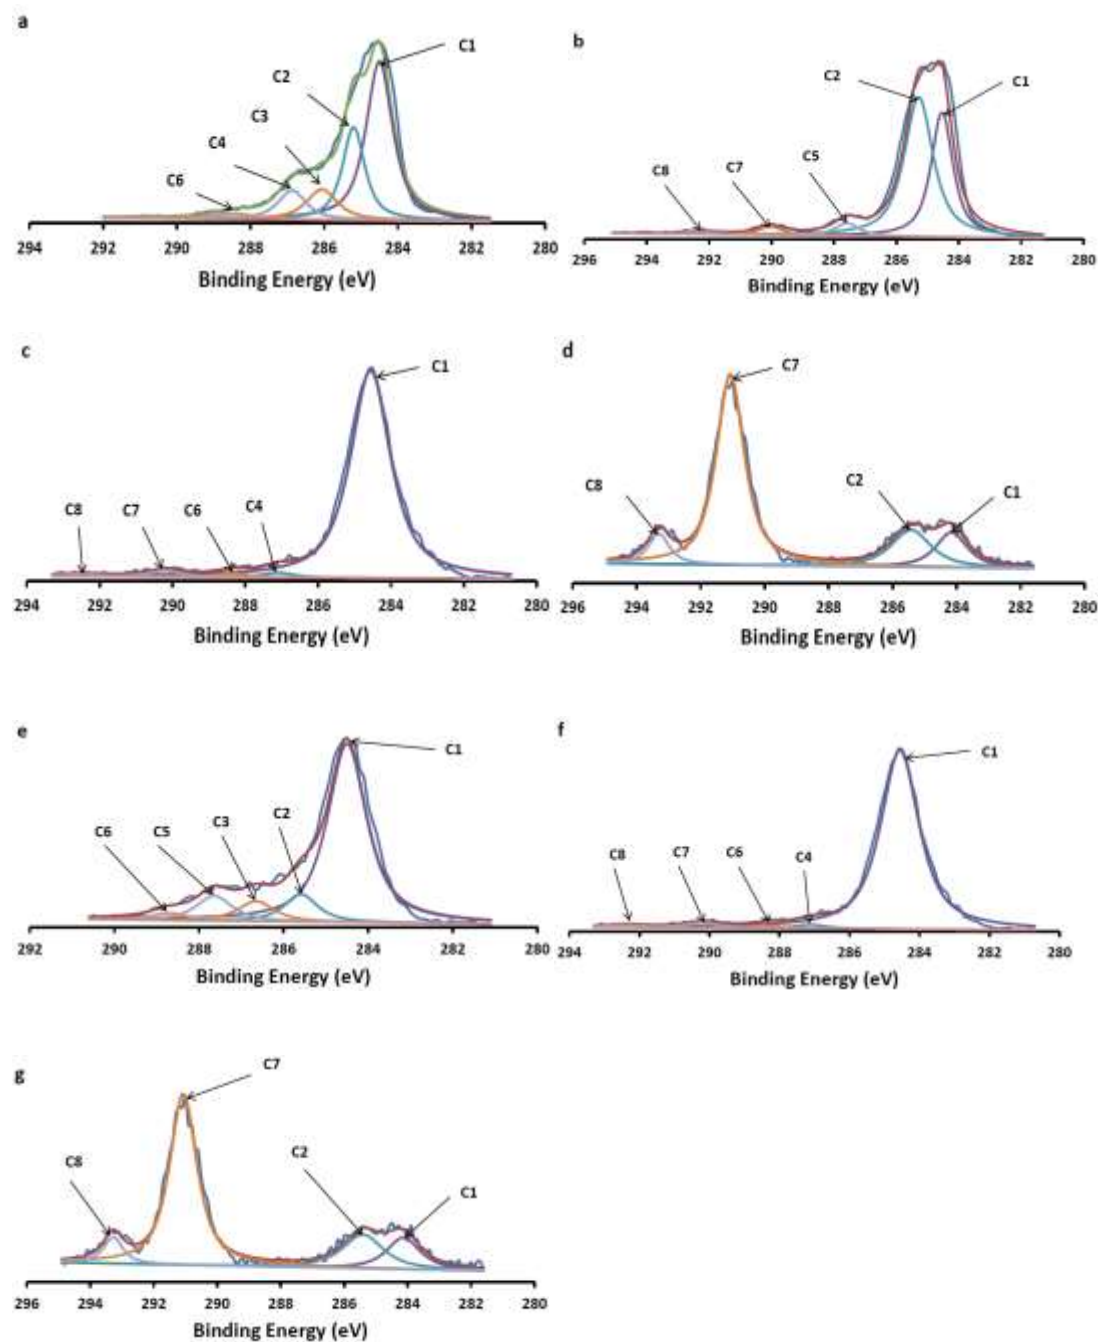 a
C1
C2
C3
C4
C6
292 290 288 286 284 282 280
Binding Energy (eV)
b
C2
C1
C5
C7
C8
296 294 292 290 288 286 284 282 280
Binding Energy (eV)
c
C1
C8 C7 C6 C4
294 292 290 288 286 284 282 280
Binding Energy (eV)
d
C7
C8
C2
C1
296 294 292 290 288 286 284 282 280
Binding Energy (eV)
e
C1
C2
C3
C5
C6
292 290 288 286 284 282 280
Binding Energy (eV)
f
C1
C8 C7 C6 C4
294 292 290 288 286 284 282 280
Binding Energy (eV)
g
C7
C8
C2
C1
296 294 292 290 288 286 284 282 280
Binding Energy (eV)